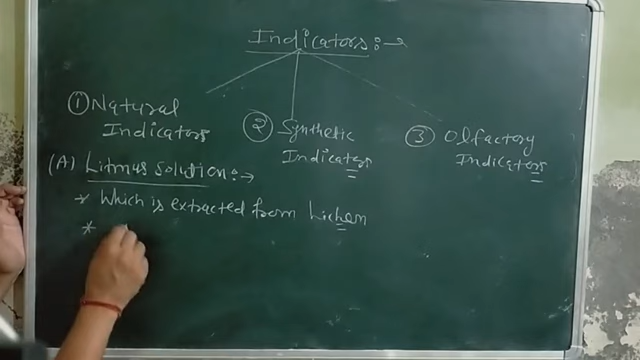 Indicators:→
① Natural Indicators
② Synthetic Indicators
③ Olfactory Indicators
(A) Litmus solution:→
* Which is extracted from Lichen
*